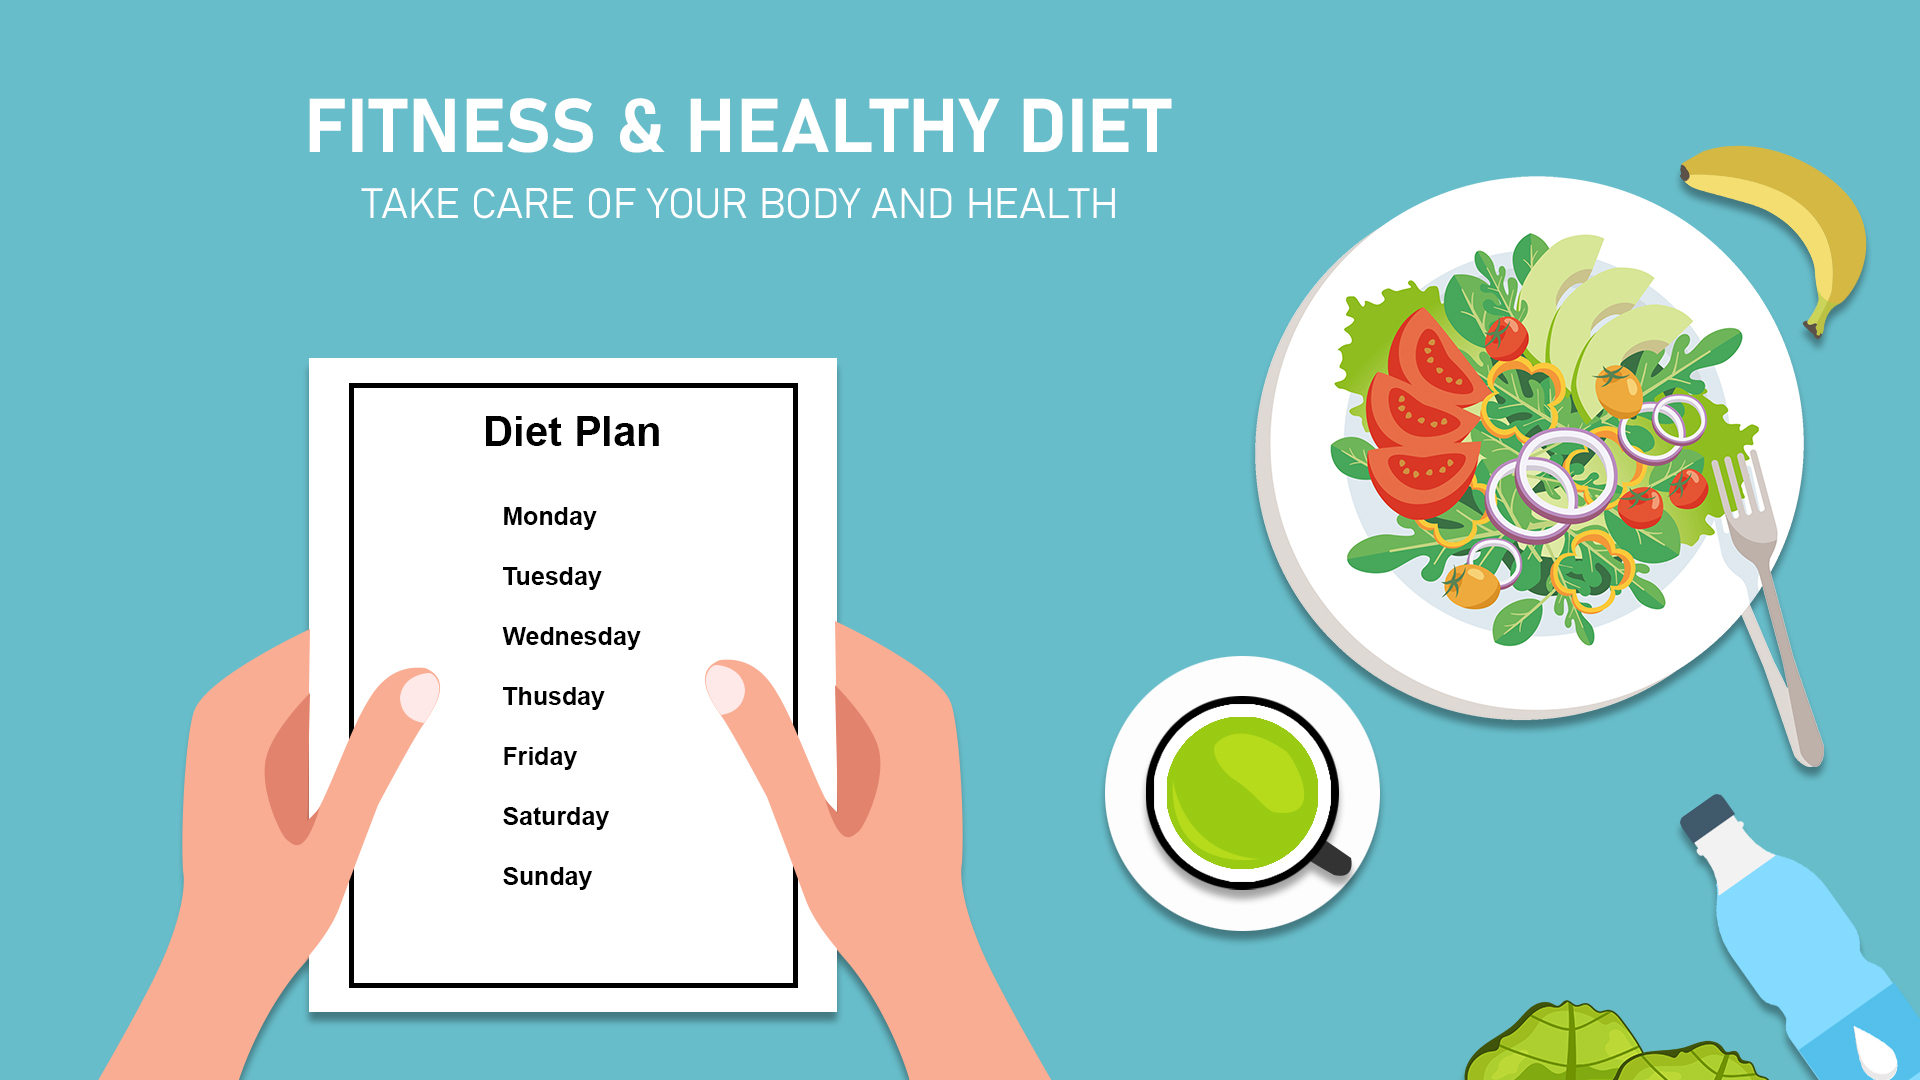 FITNESS & HEALTHY DIET
TAKE CARE OF YOUR BODY AND HEALTH
Diet Plan
Monday
Tuesday
Wednesday
Thusday
Friday
Saturday
Sunday